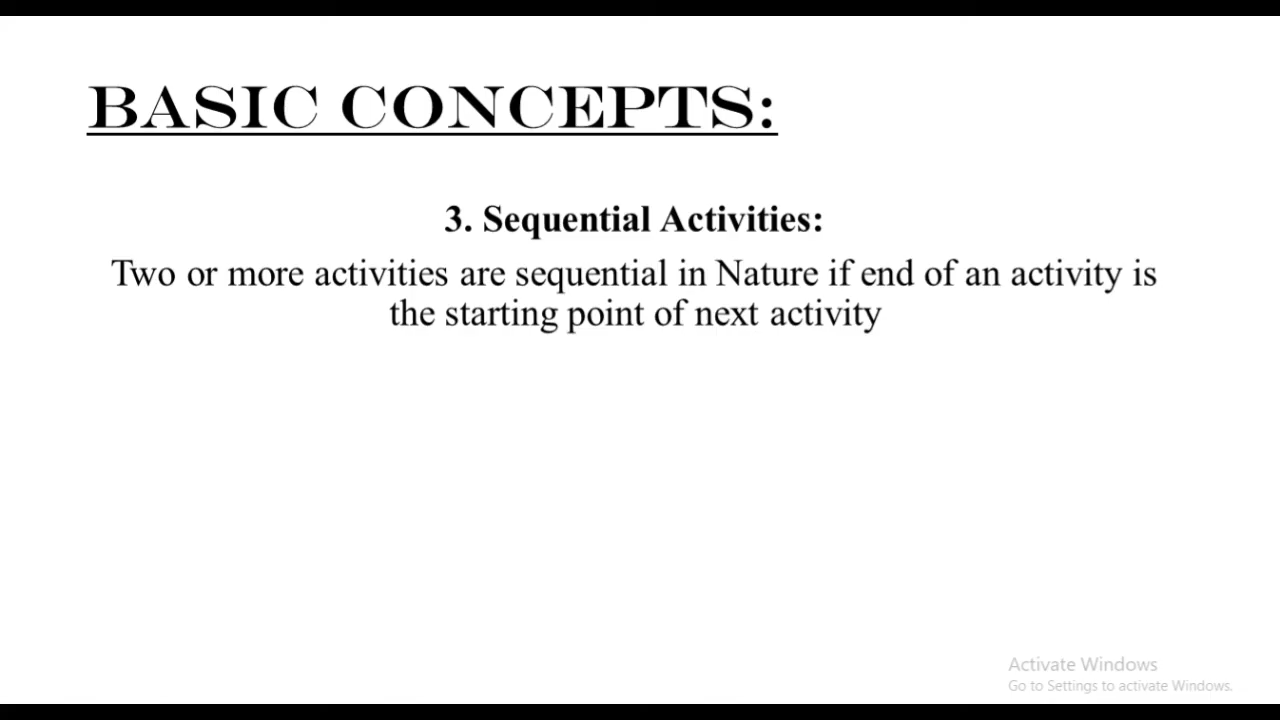 BASIC CONCEPTS:
3. Sequential Activities:
Two or more activities are sequential in Nature if end of an activity is
the starting point of next activity
Activate Windows
Go to Settings to activate Windows.